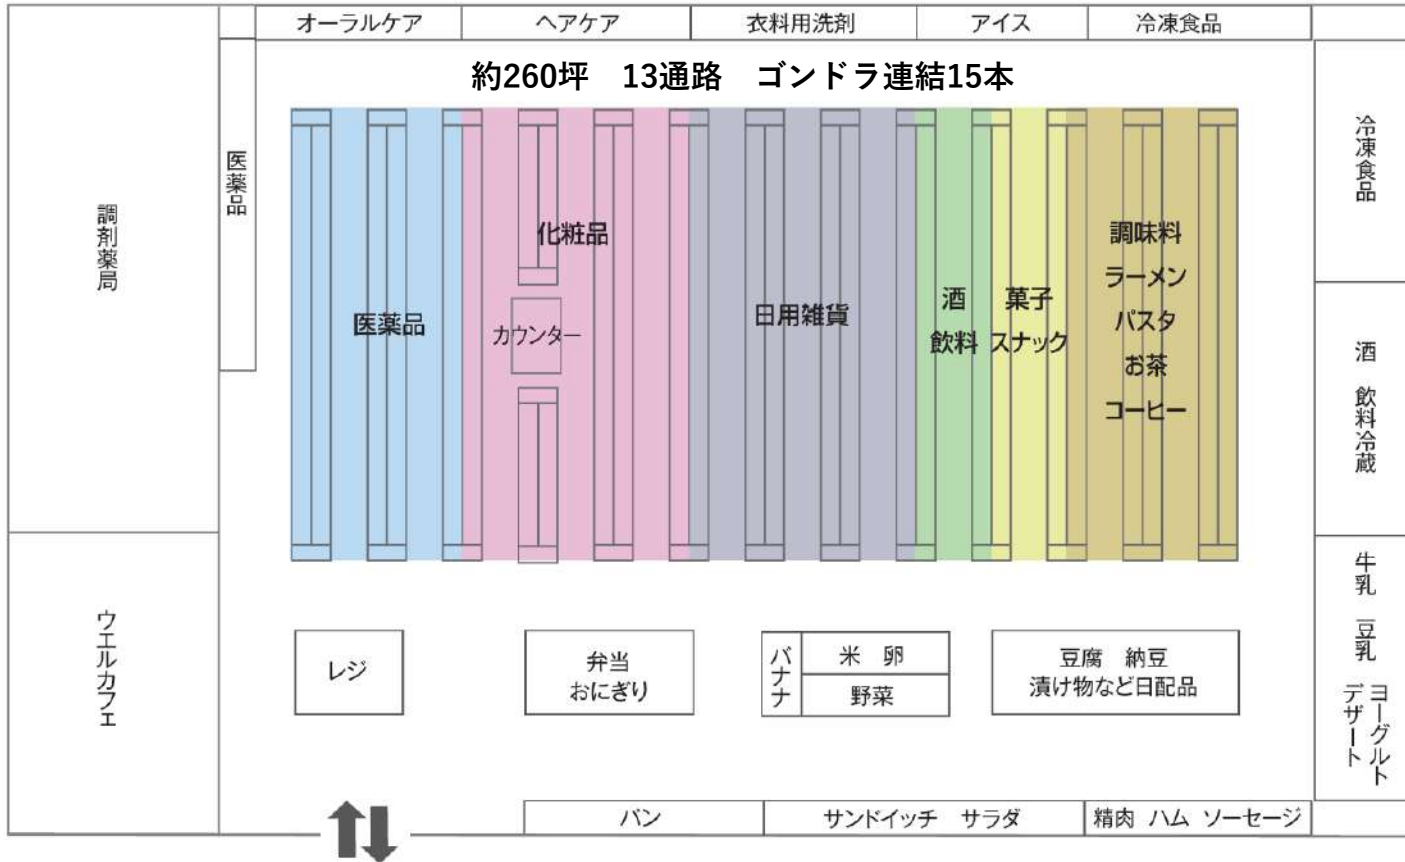 オーラルケア
ヘアケア
衣料用洗剤
アイス
冷凍食品
約260坪　13通路　ゴンドラ連結15本
調剤薬局
医薬品
医薬品
化粧品
カウンター
日用雑貨
酒
飲料
菓子
スナック
調味料
ラーメン
パスタ
お茶
コーヒー
冷凍食品
酒　飲料冷蔵
牛乳　豆乳　ヨーグルト
デザート
ウエルカフェ
レジ
弁当
おにぎり
バナナ
米　卵
野菜
豆腐　納豆
漬け物など日配品
パン
サンドイッチ　サラダ
精肉　ハム　ソーセージ